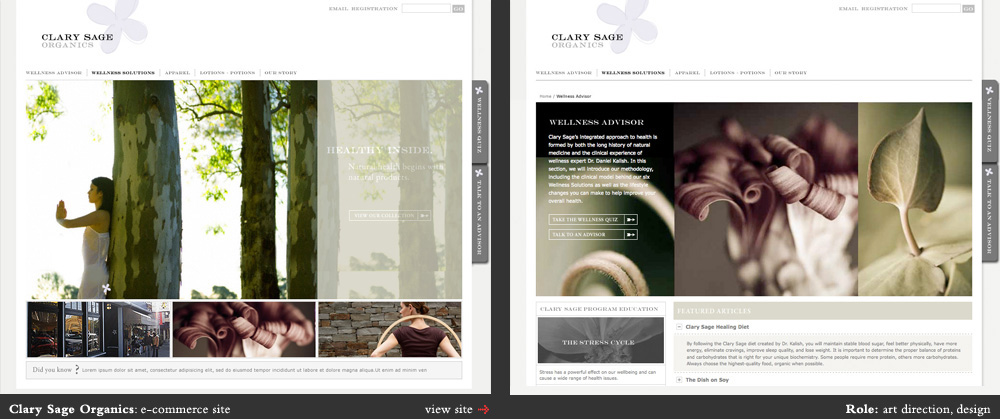 EMAIL REGISTRATION
GO
CLARY SAGE
ORGANICS
WELLNESS ADVISOR
WELLNESS SOLUTIONS
APPAREL
LOTIONS + POTIONS
OUR STORY
HEALTHY INSIDE.
Natural health begins with
natural products.
VIEW OUR COLLECTION
WELLNESS QUIZ
TALK TO AN ADVISOR
Did you know ?
Lorem ipsum dolor sit amet, consectetur adipiscing elit, sed do eiusmod tempor incididunt ut labore et dolore magna aliqua.Ut enim ad minim ven
EMAIL REGISTRATION
GO
CLARY SAGE
ORGANICS
WELLNESS ADVISOR
WELLNESS SOLUTIONS
APPAREL
LOTIONS + POTIONS
OUR STORY
Home / Wellness Advisor
WELLNESS ADVISOR
Clary Sage's integrated approach to health is
formed by both the long history of natural
medicine and the clinical experience of
wellness expert Dr. Daniel Kalish. In this
section, we will introduce our methodology,
including the clinical model behind our six
Wellness Solutions as well as the lifestyle
changes you can make to help improve your
overall health.
TAKE THE WELLNESS QUIZ
TALK TO AN ADVISOR
WELLNESS QUIZ
TALK TO AN ADVISOR
CLARY SAGE PROGRAM EDUCATION
THE STRESS CYCLE
Stress has a powerful effect on our wellbeing and can
cause a wide range of health issues.
FEATURED ARTICLES
Clary Sage Healing Diet
By following the Clary Sage diet created by Dr. Kalish, you will maintain stable blood sugar, feel better physically, have more
energy, eliminate cravings, improve sleep quality, and lose weight. It is important to determine the proper balance of proteins
and carbohydrates that is right for your unique biochemistry. Some people require more protein, others more carbohydrates.
Always choose the highest-quality food, organic when possible.
The Dish on Soy
Clary Sage Organics: e-commerce site
view site
Role: art direction, design